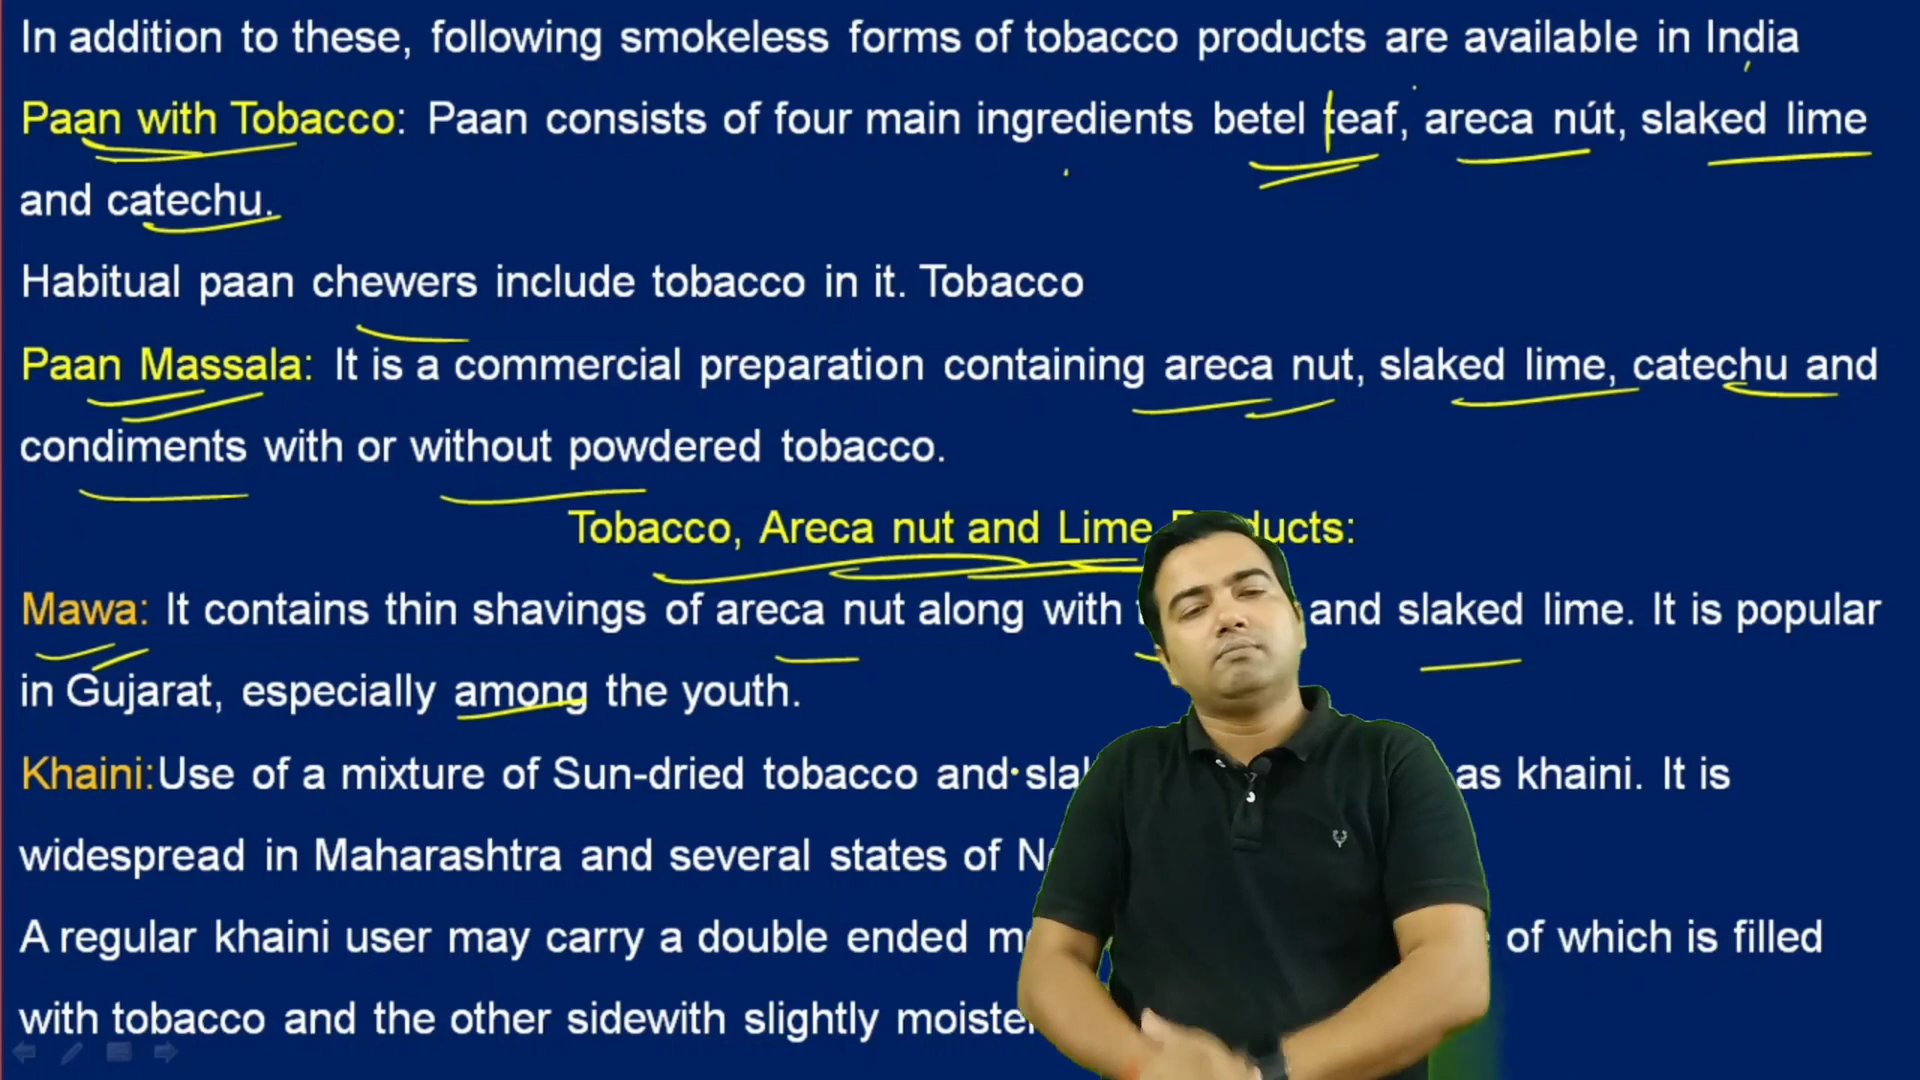 In addition to these, following smokeless forms of tobacco products are available in India
Paan with Tobacco: Paan consists of four main ingredients betel leaf, areca nut, slaked lime
and catechu.
Habitual paan chewers include tobacco in it. Tobacco
Paan Massala: It is a commercial preparation containing areca nut, slaked lime, catechu and
condiments with or without powdered tobacco.
Tobacco, Areca nut and Lime Products:
Mawa: It contains thin shavings of areca nut along with and slaked lime. It is popular
in Gujarat, especially among the youth.
Khaini:Use of a mixture of Sun-dried tobacco and as khaini. It is
widespread in Maharashtra and several states of
A regular khaini user may carry a double ended of which is filled
with tobacco and the other sidewith slightly